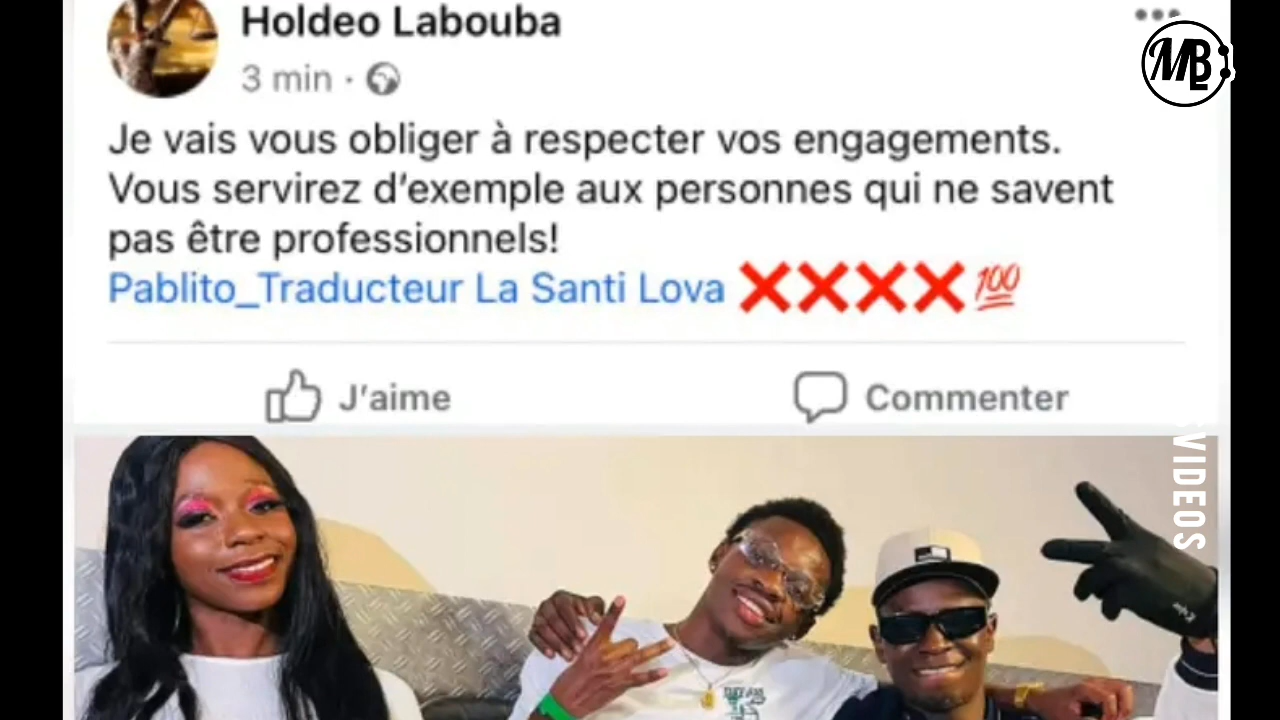 Holdeo Labouba
3 min ·
MB
Je vais vous obliger à respecter vos engagements.
Vous servirez d’exemple aux personnes qui ne savent
pas être professionnels!
Pablito_Traducteur La Santi Lova ❌❌❌❌💯
J’aime
Commenter
VIDEOS